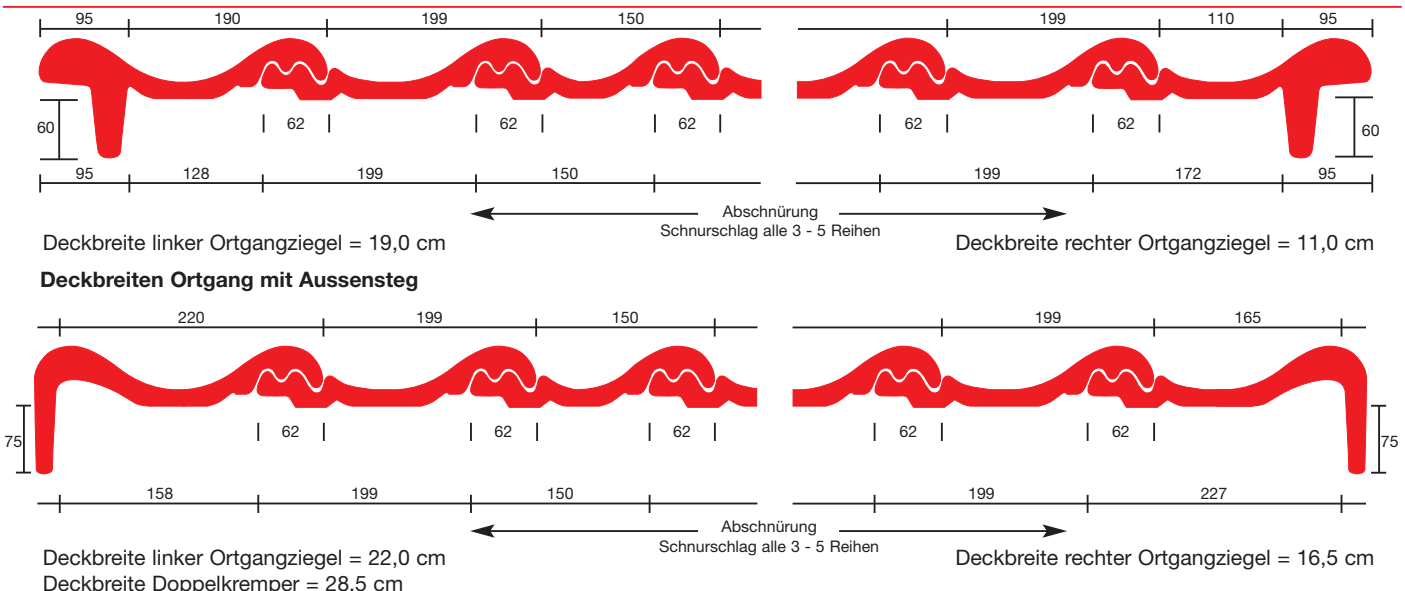 95 190 199 150 199 110 95
60 62 62 62 62 62 60
95 128 199 150 199 172 95
Abschnürung
Schnurschlag alle 3 - 5 Reihen
Deckbreite linker Ortgangziegel = 19,0 cm Deckbreite rechter Ortgangziegel = 11,0 cm
Deckbreiten Ortgang mit Aussensteg
220 199 150 199 165
75 62 62 62 62 62 75
158 199 150 199 227
Abschnürung
Schnurschlag alle 3 - 5 Reihen
Deckbreite linker Ortgangziegel = 22,0 cm Deckbreite rechter Ortgangziegel = 16,5 cm
Deckbreite Doppelkremper = 28,5 cm